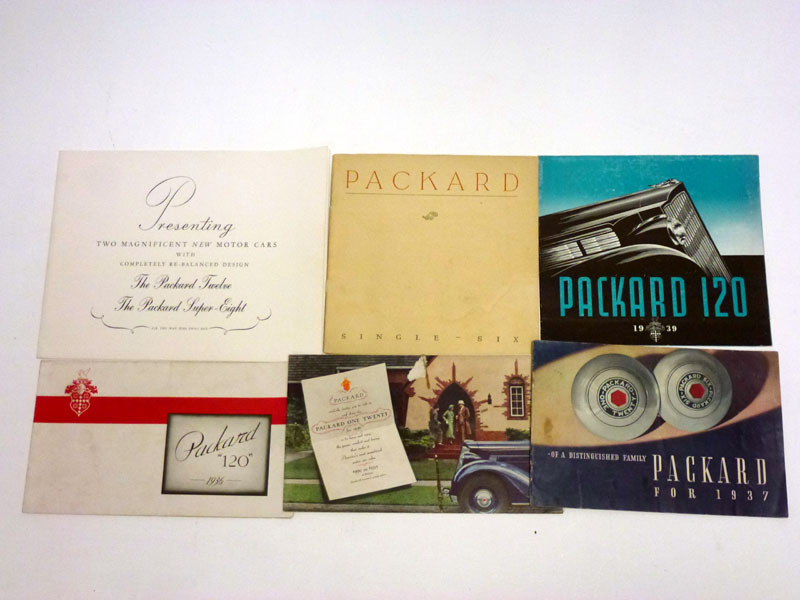 Presenting
TWO MAGNIFICENT NEW MOTOR CARS
WITH
COMPLETELY RE-BALANCED DESIGN
The Packard Twelve
The Packard Super-Eight
PACKARD
SINGLE - SIX
PACKARD 120
19 39
Packard
"120"
1936
PACKARD
PACKARD ONE TWENTY
PACKARD
-OF A DISTINGUISHED FAMILY
PACKARD
FOR 1937